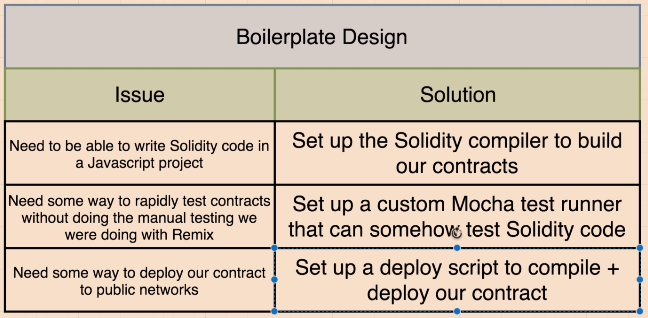 Boilerplate Design
Issue
Solution
Need to be able to write Solidity code in
a Javascript project
Set up the Solidity compiler to build
our contracts
Need some way to rapidly test contracts
without doing the manual testing we
were doing with Remix
Set up a custom Mocha test runner
that can somehow test Solidity code
Need some way to deploy our contract
to public networks
Set up a deploy script to compile +
deploy our contract